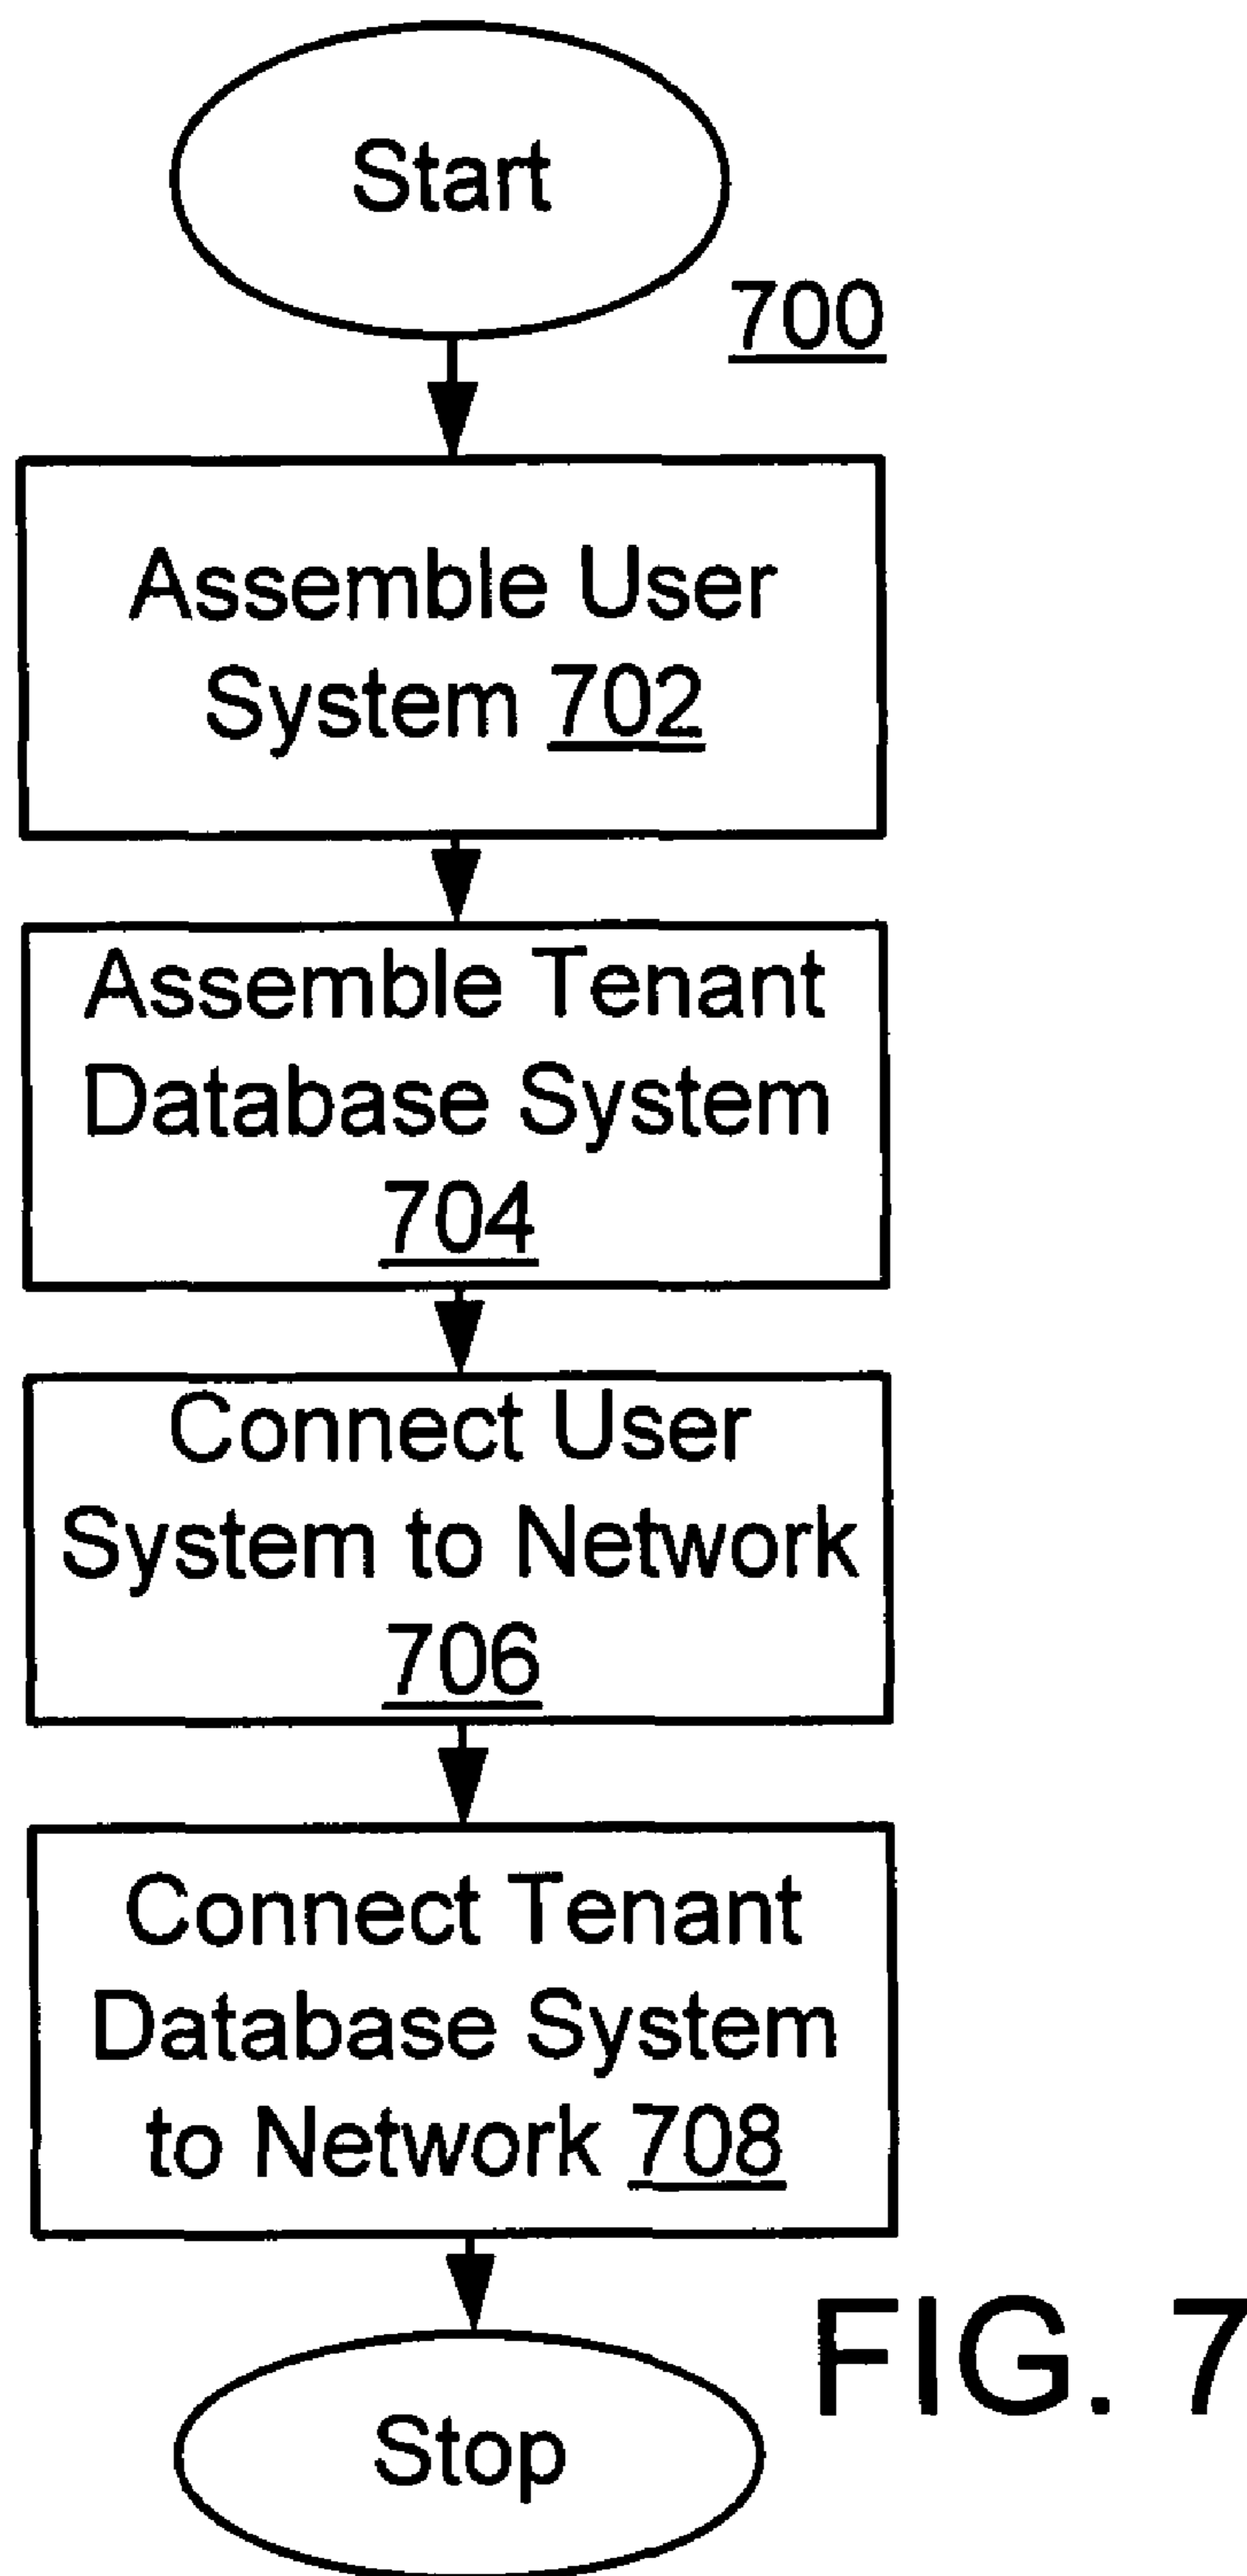 Start
700
Assemble User
System 702
Assemble Tenant
Database System
704
Connect User
System to Network
706
Connect Tenant
Database System
to Network 708
Stop
FIG. 7